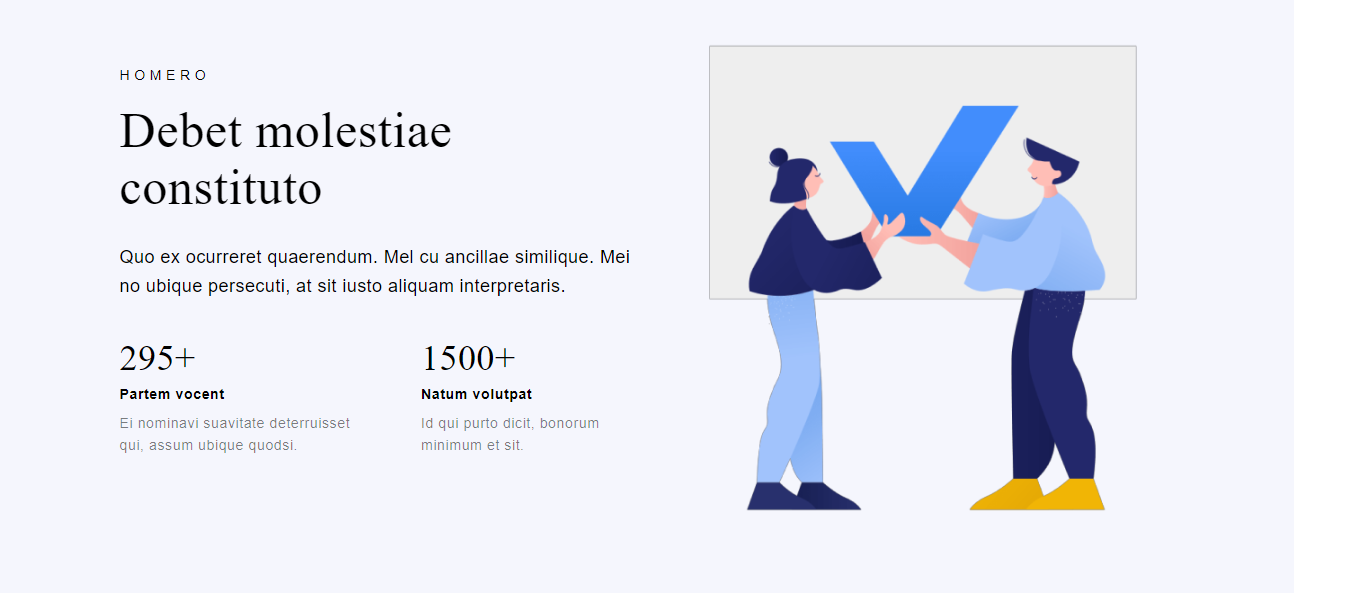 HOMERO
Debet molestiae
constituto
Quo ex ocurreret quaerendum. Mel cu ancillae similique. Mei
no ubique persecuti, at sit iusto aliquam interpretaris.
295+
Partem vocent
Ei nominavi suavitate deterruisset
qui, assum ubique quodsi.
1500+
Natum volutpat
Id qui purto dicit, bonorum
minimum et sit.